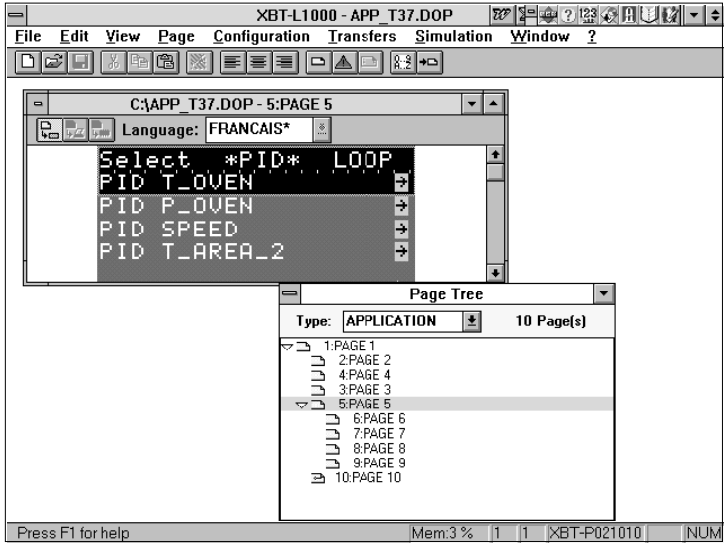 XBT-L1000 - APP_T37.DOP
File Edit View Page Configuration Transfers Simulation Window ?
C:\APP_T37.DOP - 5:PAGE 5
Language: FRANCAIS*
Select *PID* LOOP
PID T_OVEN
PID P_OVEN
PID SPEED
PID T_AREA_2
Page Tree
Type: APPLICATION 10 Page(s)
1:PAGE 1
2:PAGE 2
4:PAGE 4
3:PAGE 3
5:PAGE 5
6:PAGE 6
7:PAGE 7
8:PAGE 8
9:PAGE 9
10:PAGE 10
Press F1 for help Mem:3 % 1 1 XBT-P021010 NUM